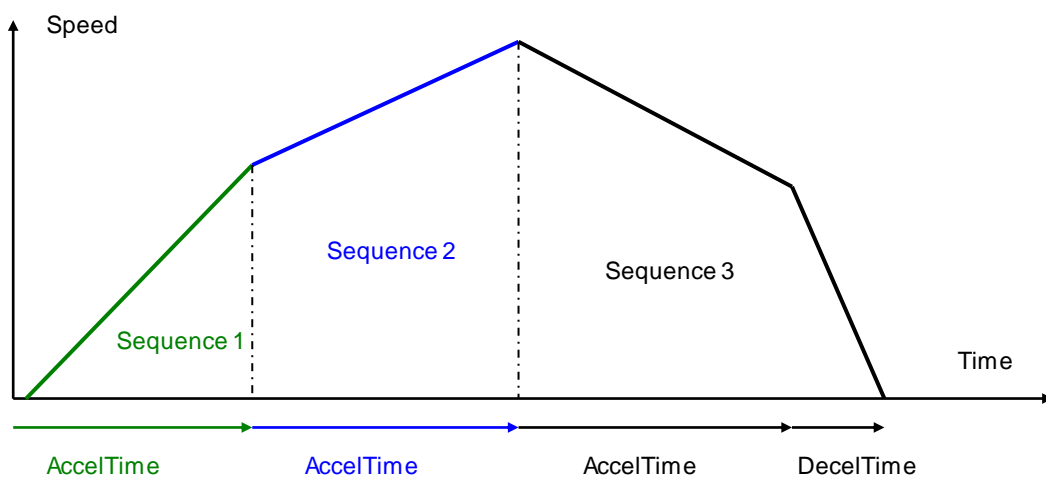 Speed
Sequence 2
Sequence 3
Sequence 1
Time
AccelTime
AccelTime
AccelTime
DecelTime